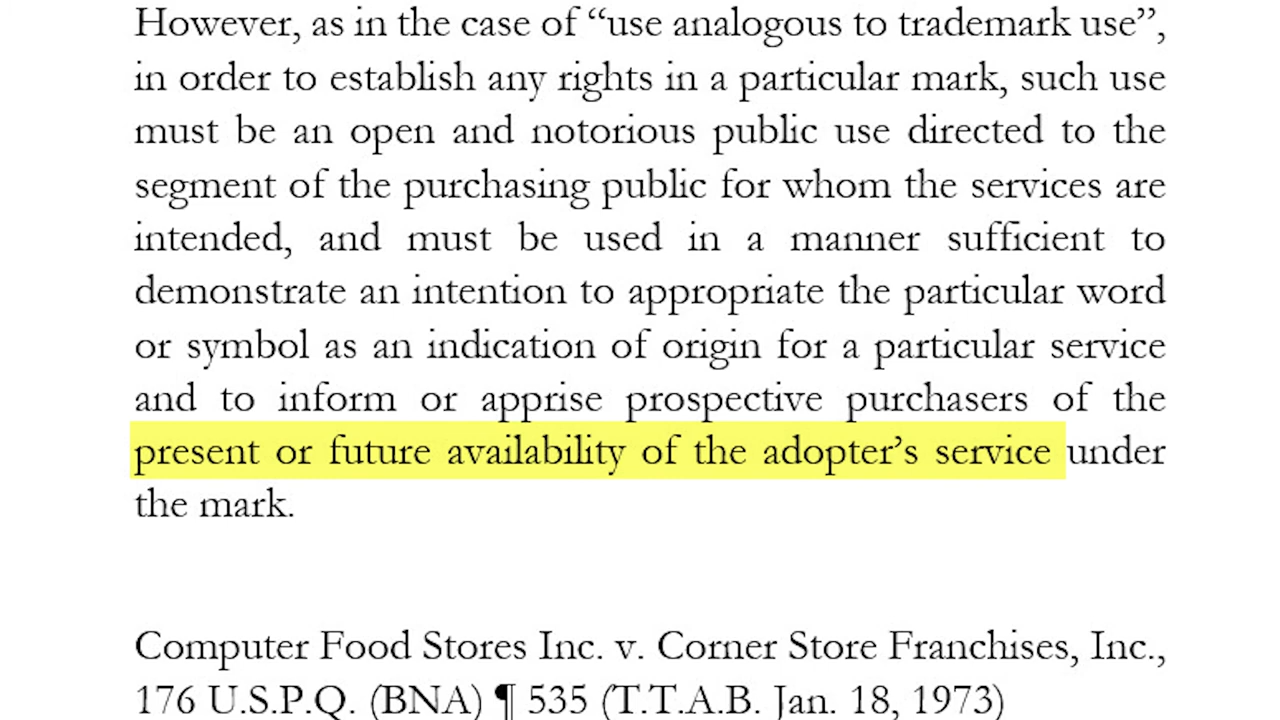 However, as in the case of “use analogous to trademark use”,
in order to establish any rights in a particular mark, such use
must be an open and notorious public use directed to the
segment of the purchasing public for whom the services are
intended, and must be used in a manner sufficient to
demonstrate an intention to appropriate the particular word
or symbol as an indication of origin for a particular service
and to inform or apprise prospective purchasers of the
present or future availability of the adopter’s service under
the mark.
Computer Food Stores Inc. v. Corner Store Franchises, Inc.,
176 U.S.P.Q. (BNA) ¶ 535 (T.T.A.B. Jan. 18, 1973)